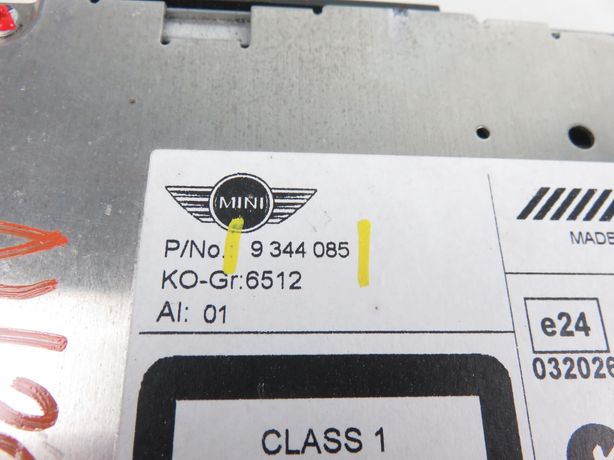 MINI
P/No. 9 344 085
KO-Gr:6512
AI: 01
MADE
e24
032026
CLASS 1